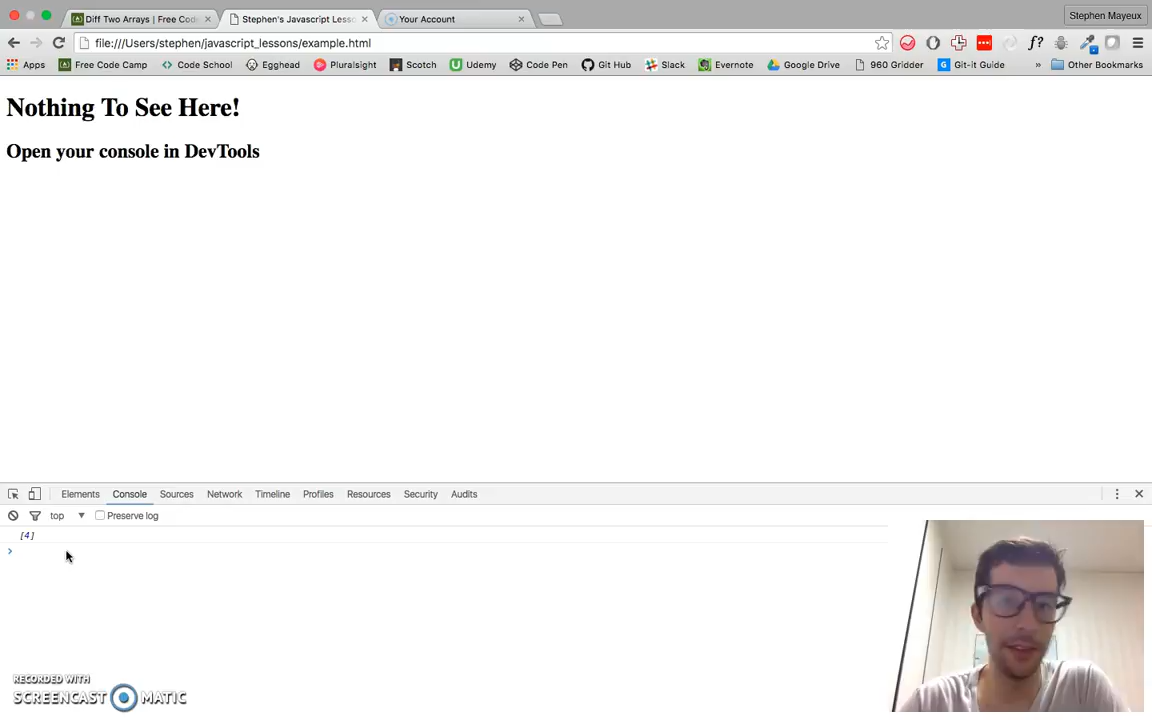 Diff Two Arrays | Free Cod
Stephen's Javascript Less
Your Account
Stephen Mayeux
file:///Users/stephen/javascript_lessons/example.html
f?
Apps
Free Code Camp
Code School
Egghead
Pluralsight
Scotch
Udemy
Code Pen
Git Hub
Slack
Evernote
Google Drive
960 Gridder
G
Git-it Guide
»
Other Bookmarks
Nothing To See Here!
Open your console in DevTools
Elements
Console
Sources
Network
Timeline
Profiles
Resources
Security
Audits
top
Preserve log
[4]
>
RECORDED WITH
SCREENCAST MATIC